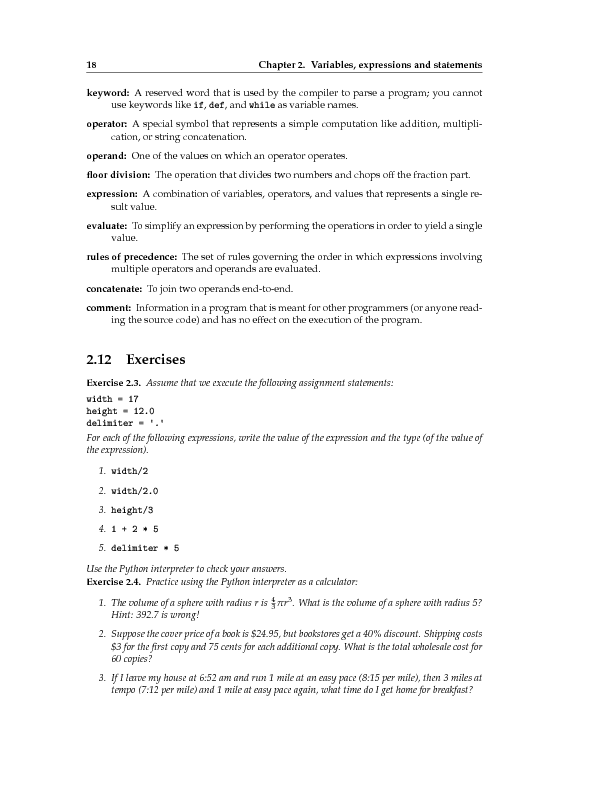 18 Chapter 2. Variables, expressions and statements
keyword: A reserved word that is used by the compiler to parse a program; you cannot
use keywords like if, def, and while as variable names.
operator: A special symbol that represents a simple computation like addition, multipli-
cation, or string concatenation.
operand: One of the values on which an operator operates.
floor division: The operation that divides two numbers and chops off the fraction part.
expression: A combination of variables, operators, and values that represents a single re-
sult value.
evaluate: To simplify an expression by performing the operations in order to yield a single
value.
rules of precedence: The set of rules governing the order in which expressions involving
multiple operators and operands are evaluated.
concatenate: To join two operands end-to-end.
comment: Information in a program that is meant for other programmers (or anyone read-
ing the source code) and has no effect on the execution of the program.
2.12 Exercises
Exercise 2.3. Assume that we execute the following assignment statements:
width = 17
height = 12.0
delimiter = '.'
For each of the following expressions, write the value of the expression and the type (of the value of
the expression).
1. width/2
2. width/2.0
3. height/3
4. 1 + 2 * 5
5. delimiter * 5
Use the Python interpreter to check your answers.
Exercise 2.4. Practice using the Python interpreter as a calculator:
1. The volume of a sphere with radius r is 4/3 πr³. What is the volume of a sphere with radius 5?
Hint: 392.7 is wrong!
2. Suppose the cover price of a book is $24.95, but bookstores get a 40% discount. Shipping costs
$3 for the first copy and 75 cents for each additional copy. What is the total wholesale cost for
60 copies?
3. If I leave my house at 6:52 am and run 1 mile at an easy pace (8:15 per mile), then 3 miles at
tempo (7:12 per mile) and 1 mile at easy pace again, what time do I get home for breakfast?